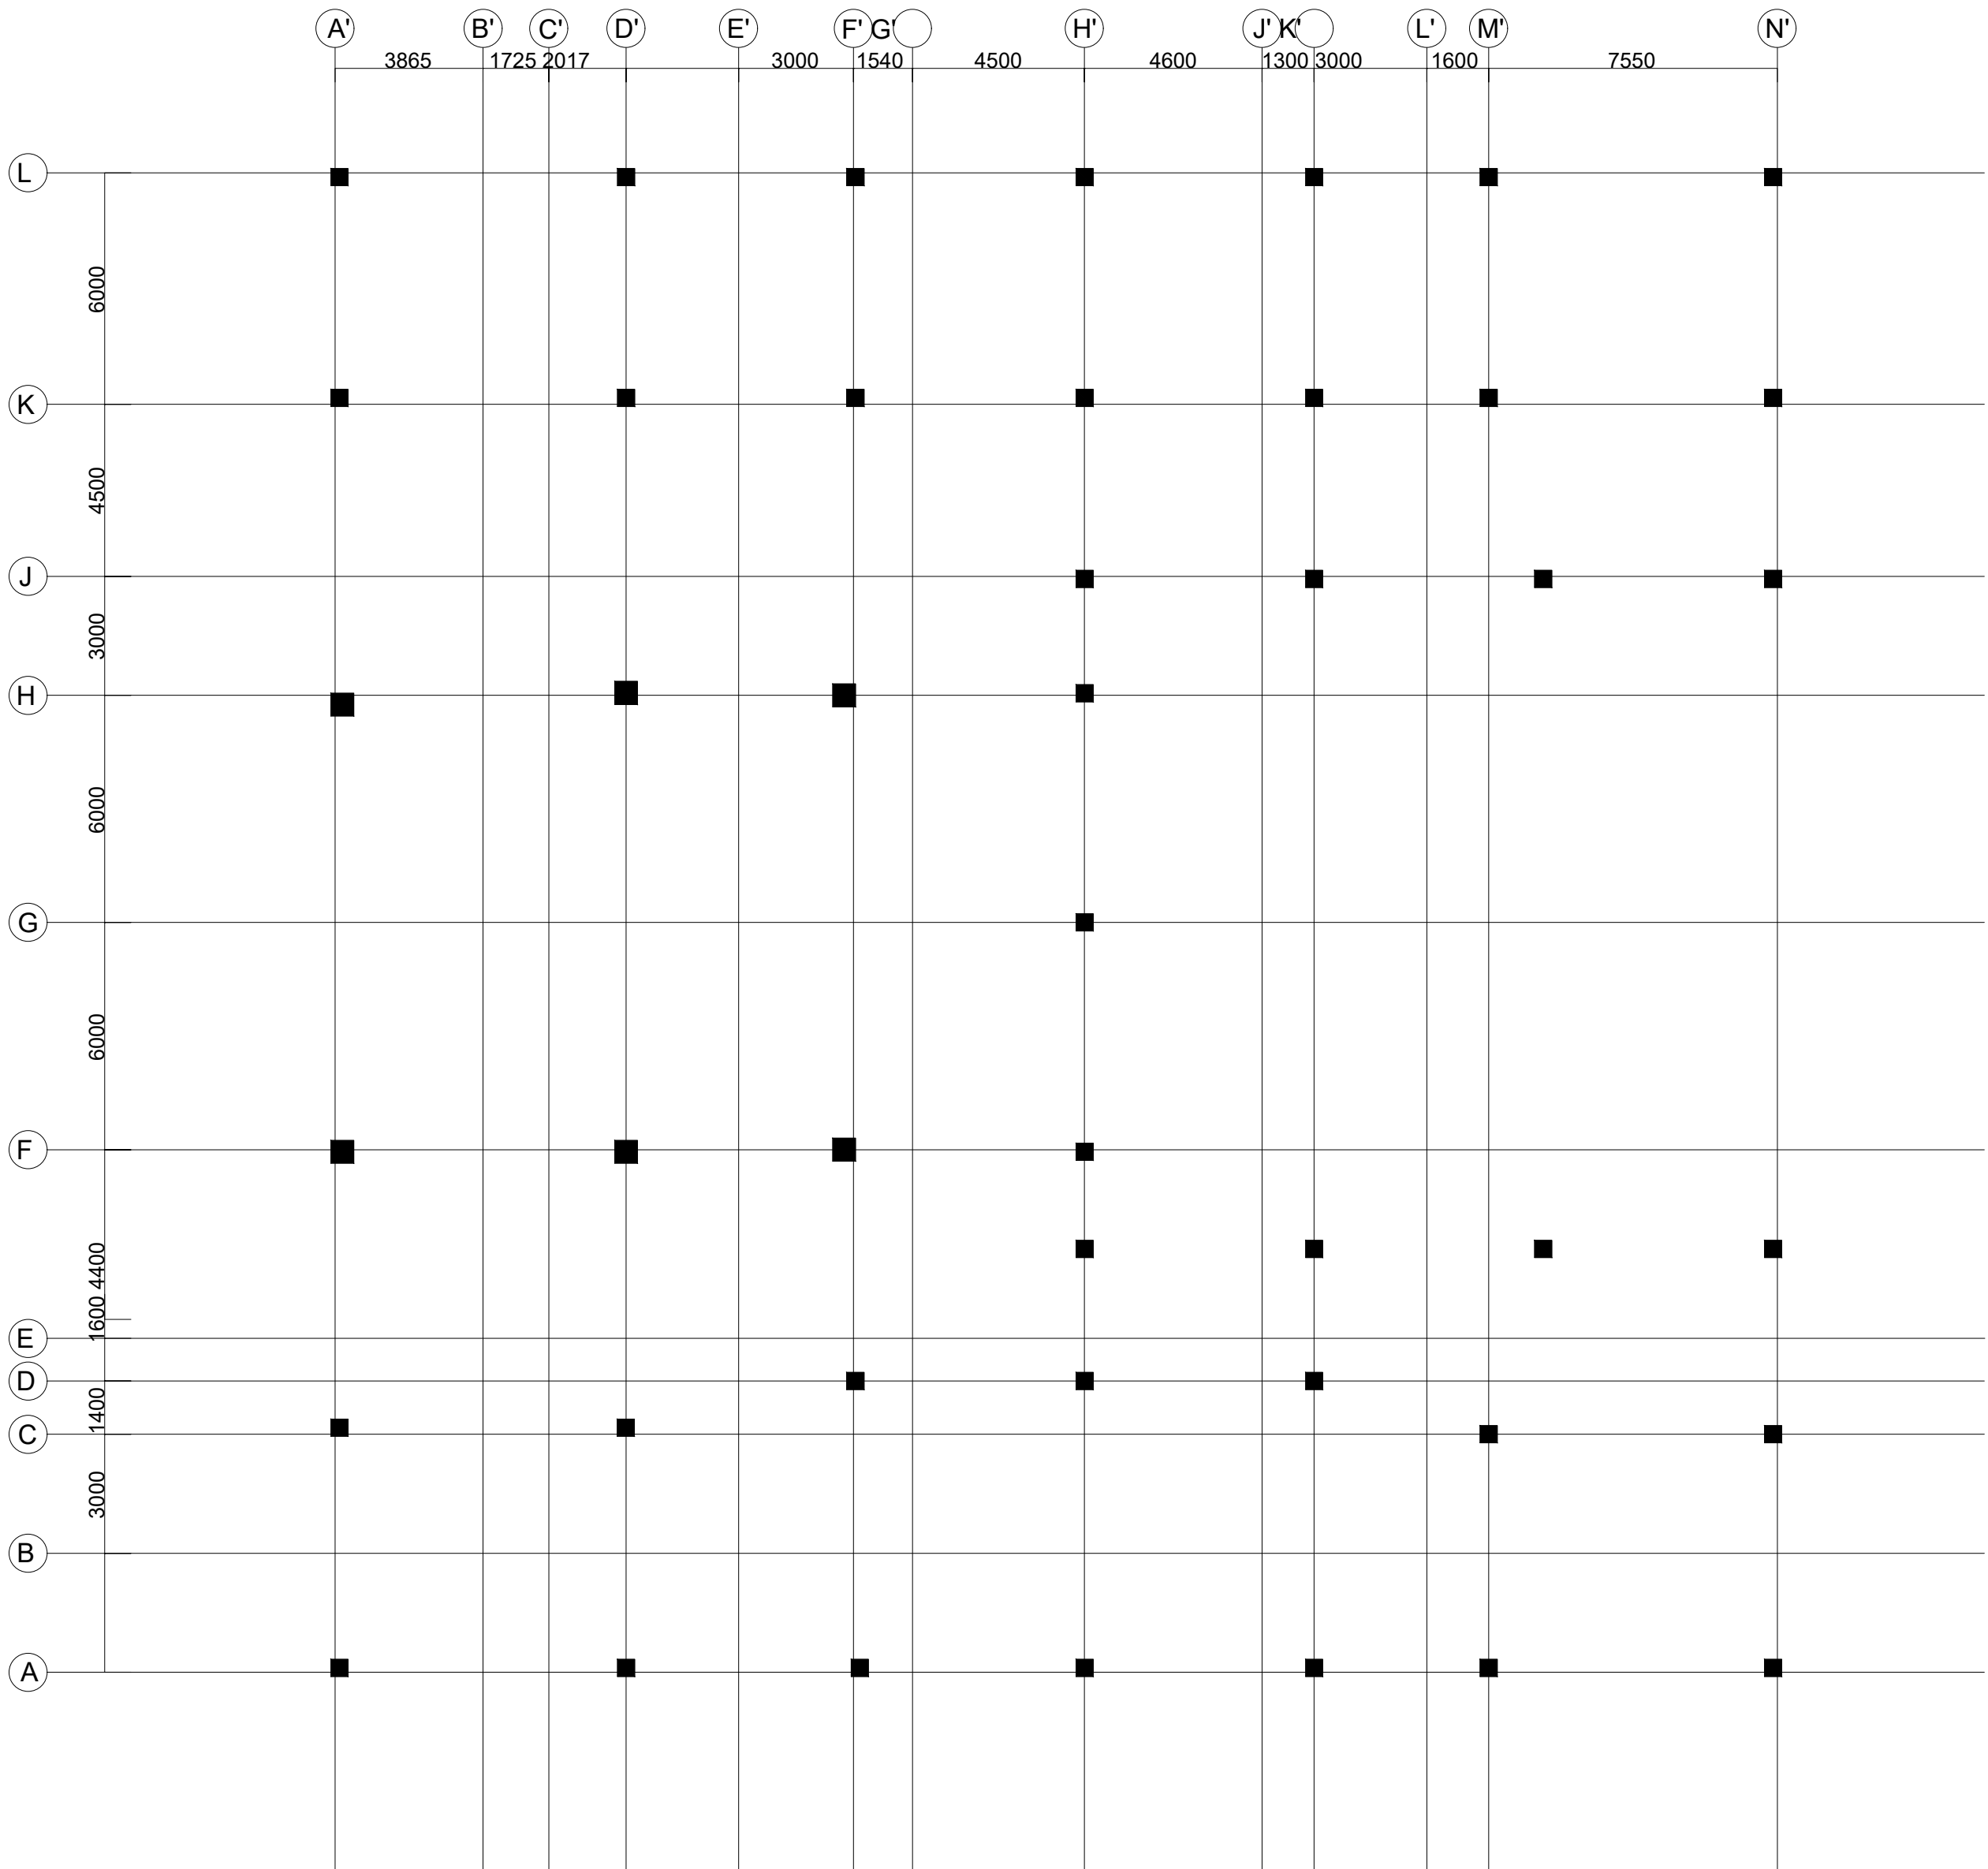 A' B' C' D' E' F' G' H' J' K' L' M' N'
3865 1725 2017 3000 1540 4500 4600 1300 3000 1600 7550
L
6000
K
4500
J
3000
H
6000
G
6000
F
4400
1600
E
D
1400
C
3000
B
A